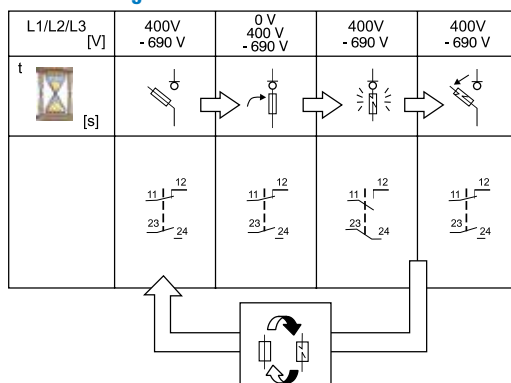 L1/L2/L3
[V]
400V
- 690 V
0 V
400 V
- 690 V
400V
- 690 V
400V
- 690 V
t
[s]
11 12
23 24
11 12
23 24
11 12
23 24
11 12
23 24